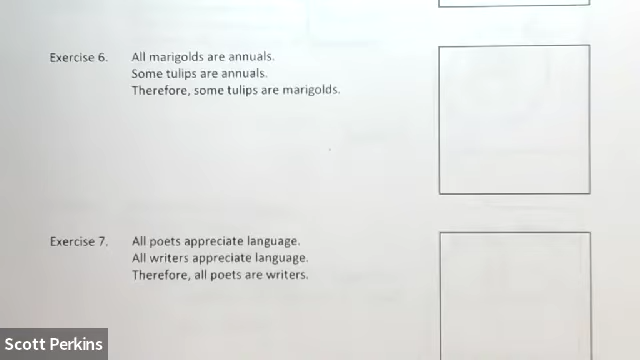 Exercise 6. All marigolds are annuals.
Some tulips are annuals.
Therefore, some tulips are marigolds.
Exercise 7. All poets appreciate language.
All writers appreciate language.
Therefore, all poets are writers.
Scott Perkins